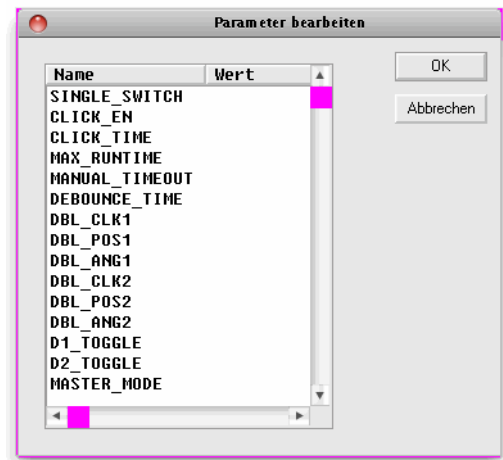 Parameter bearbeiten
OK
Name Wert
Abbrechen
SINGLE_SWITCH
CLICK_EN
CLICK_TIME
MAX_RUNTIME
MANUAL_TIMEOUT
DEBOUNCE_TIME
DBL_CLK1
DBL_POS1
DBL_ANG1
DBL_CLK2
DBL_POS2
DBL_ANG2
D1_TOGGLE
D2_TOGGLE
MASTER_MODE